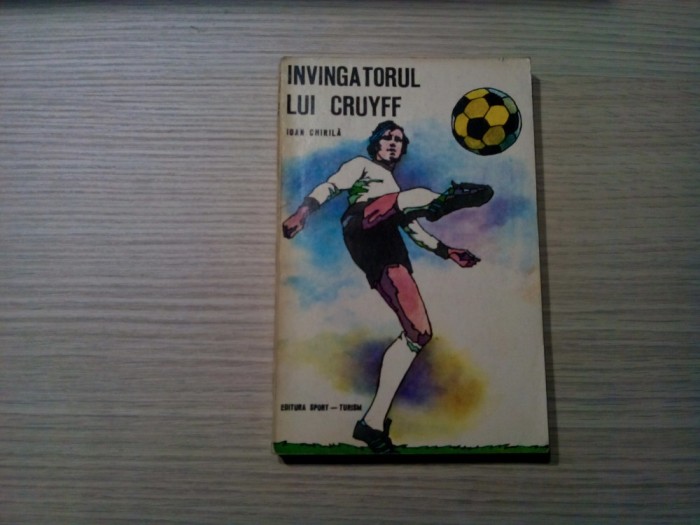 INVINGATORUL
LUI CRUYFF
IOAN CHIRILĂ
EDITURA SPORT — TURISM